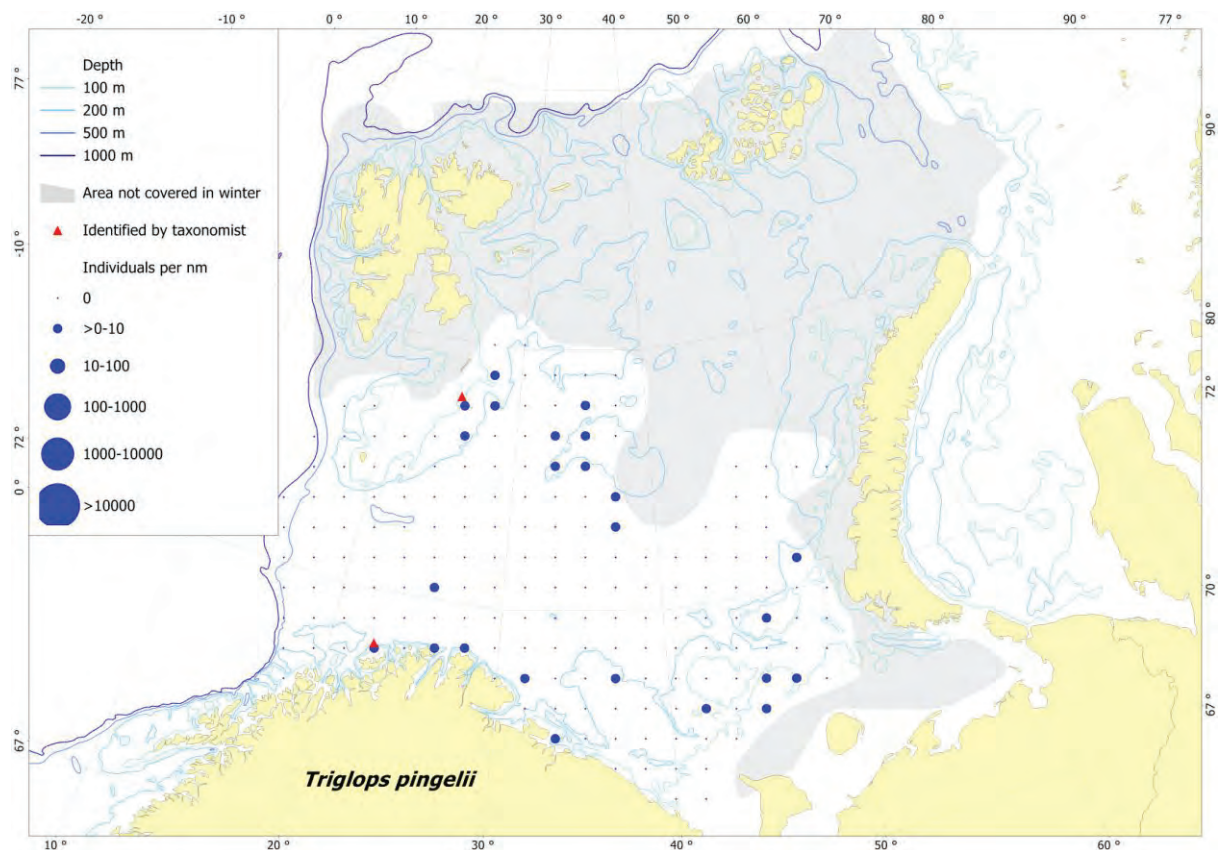 -20 ° -10 ° 0 ° 10 ° 20 ° 30 ° 40 ° 50 ° 60 ° 70 ° 80 ° 90 ° 77 °
Depth
100 m
200 m
500 m
1000 m
Area not covered in winter
Identified by taxonomist
Individuals per nm
0
>0-10
10-100
100-1000
1000-10000
>10000
77 °
-10 °
72 °
0 °
67 °
90 °
80 °
72 °
70 °
67 °
Triglops pingelii
10 ° 20 ° 30 ° 40 ° 50 ° 60 °